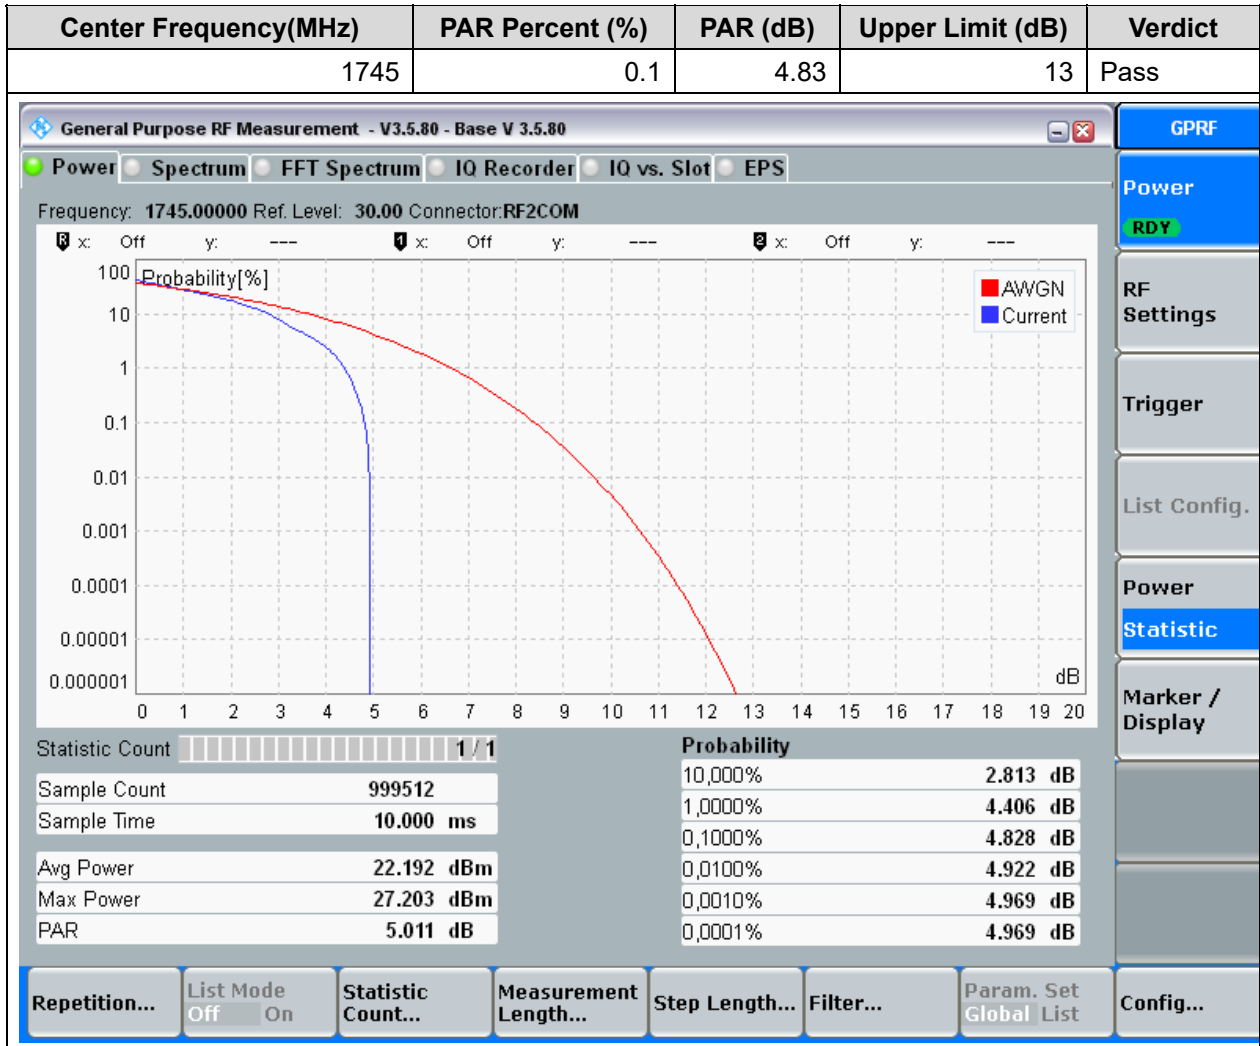 Center Frequency(MHz) PAR Percent (%) PAR (dB) Upper Limit (dB) Verdict
1745 0.1 4.83 13 Pass
General Purpose RF Measurement - V3.5.80 - Base V 3.5.80
GPRF
Power Spectrum FFT Spectrum IQ Recorder IQ vs. Slot EPS
Power
RDY
Frequency: 1745.00000 Ref. Level: 30.00 Connector:RF2COM
R x: Off y: --- 1 x: Off y: --- 2 x: Off y: ---
Probability[%]
100
10
1
0.1
0.01
0.001
0.0001
0.00001
0.000001
AWGN
Current
dB
0 1 2 3 4 5 6 7 8 9 10 11 12 13 14 15 16 17 18 19 20
RF
Settings
Trigger
List Config.
Power
Statistic
Marker /
Display
Statistic Count 1 / 1
Sample Count 999512
Sample Time 10.000 ms
Avg Power 22.192 dBm
Max Power 27.203 dBm
PAR 5.011 dB
Probability
10,000% 2.813 dB
1,0000% 4.406 dB
0,1000% 4.828 dB
0,0100% 4.922 dB
0,0010% 4.969 dB
0,0001% 4.969 dB
Repetition...
List Mode
Off On
Statistic
Count...
Measurement
Length...
Step Length...
Filter...
Param. Set
Global List
Config...